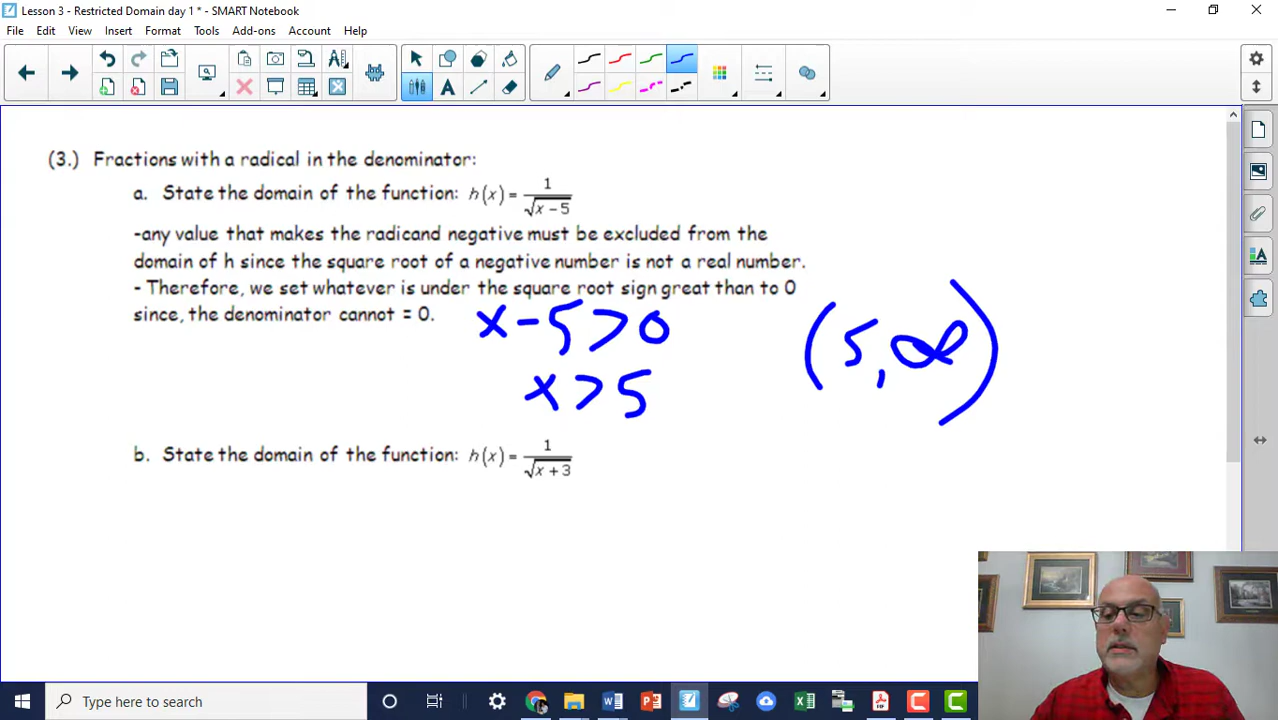 Lesson 3 - Restricted Domain day 1 * - SMART Notebook
File Edit View Insert Format Tools Add-ons Account Help
(3.) Fractions with a radical in the denominator:
a. State the domain of the function: h(x) = 1/√(x - 5)
-any value that makes the radicand negative must be excluded from the
domain of h since the square root of a negative number is not a real number.
- Therefore, we set whatever is under the square root sign great than to 0
since, the denominator cannot = 0.
x - 5 > 0
x > 5
(5, ∞)
b. State the domain of the function: h(x) = 1/√(x + 3)
Type here to search